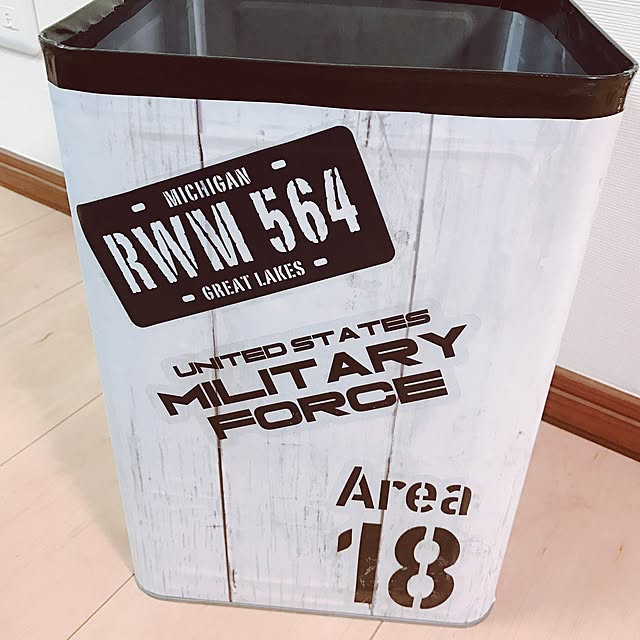 MICHIGAN
RWM 564
GREAT LAKES
UNITED STATES
MILITARY
FORCE
Area
18